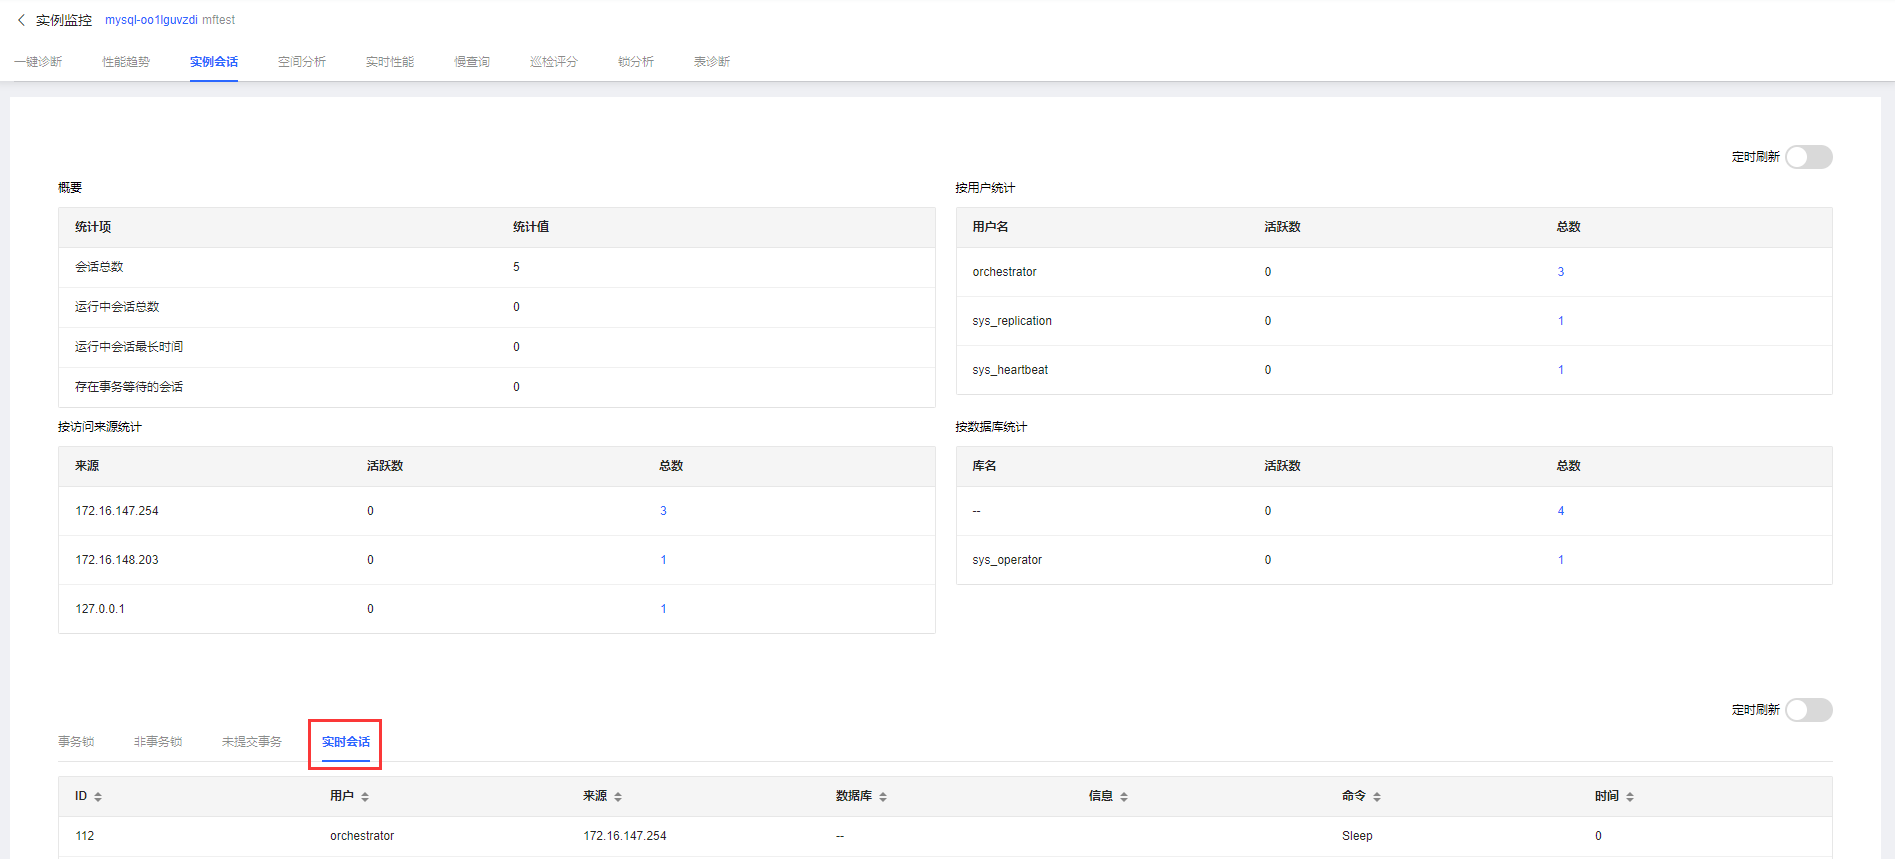 实例监控 mysql-oo1lguvzdi mftest
一键诊断 性能趋势 实例会话 空间分析 实时性能 慢查询 巡检评分 锁分析 表诊断
定时刷新
概要
统计项 统计值
会话总数 5
运行中会话总数 0
运行中会话最长时间 0
存在事务等待的会话 0
按用户统计
用户名 活跃数 总数
orchestrator 0 3
sys_replication 0 1
sys_heartbeat 0 1
按访问来源统计
来源 活跃数 总数
172.16.147.254 0 3
172.16.148.203 0 1
127.0.0.1 0 1
按数据库统计
库名 活跃数 总数
-- 0 4
sys_operator 0 1
定时刷新
事务锁 非事务锁 未提交事务 实时会话
ID 用户 来源 数据库 信息 命令 时间
112 orchestrator 172.16.147.254 -- Sleep 0